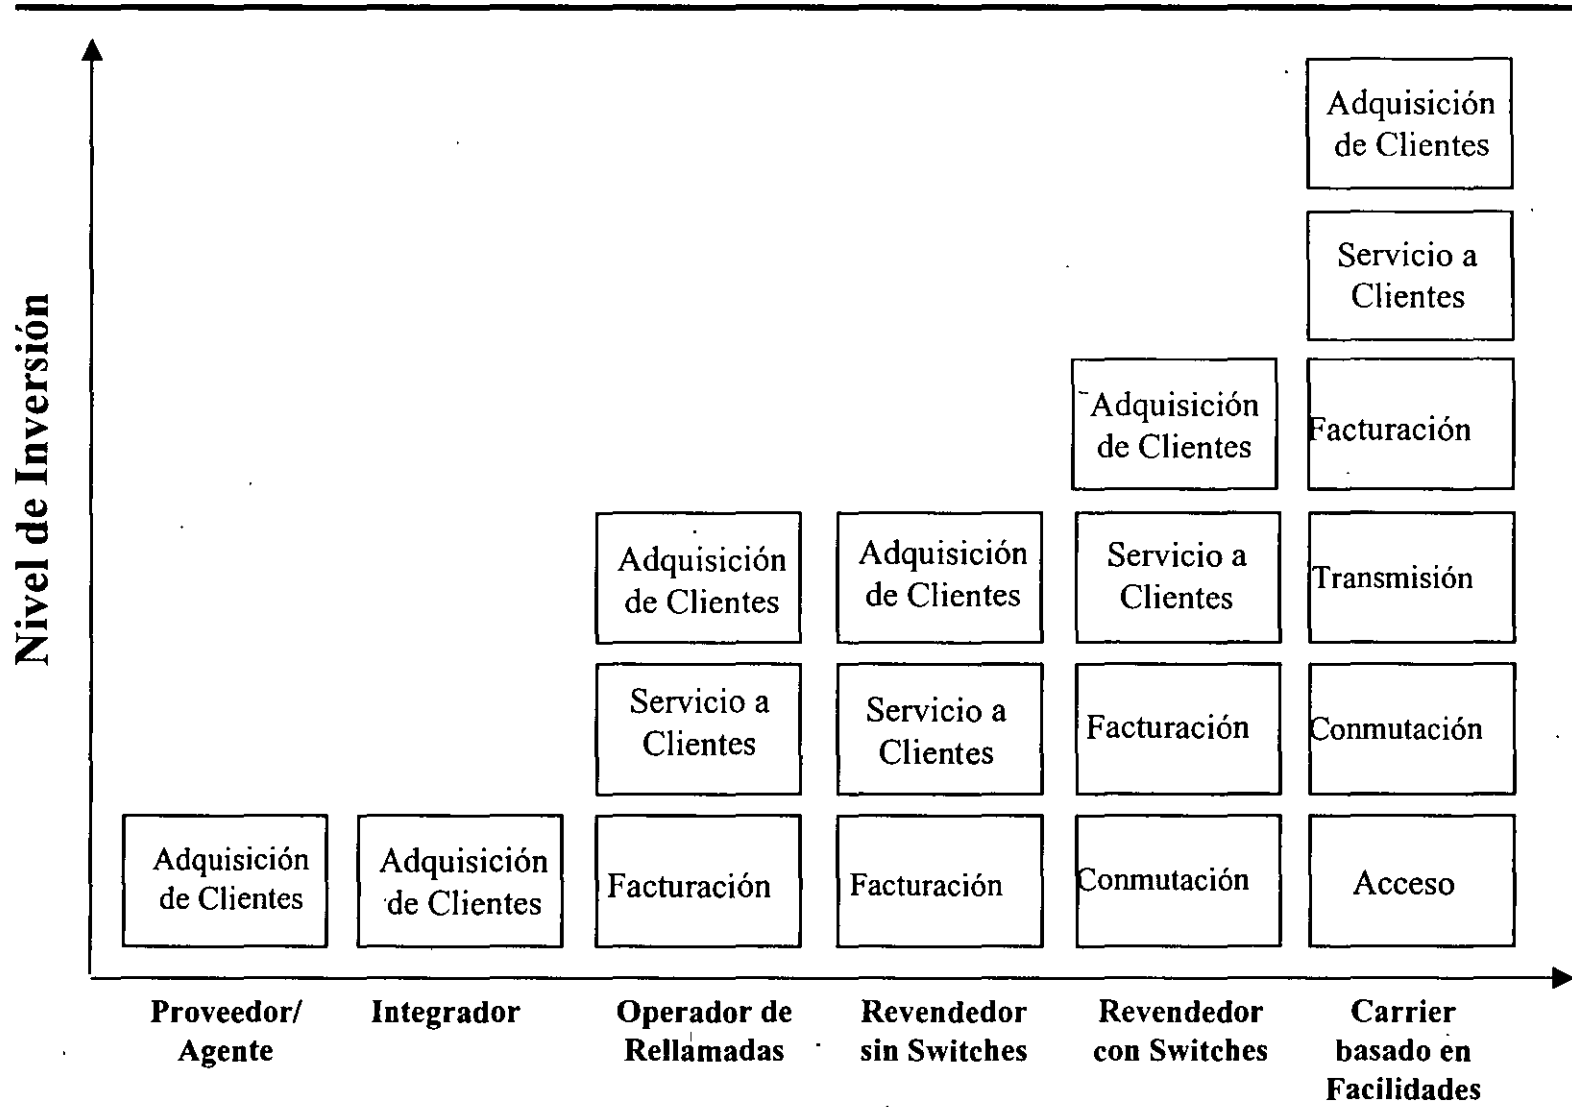 Nivel de Inversión
Adquisición
de Clientes
Servicio a
Clientes
Adquisición
de Clientes
Facturación
Adquisición
de Clientes
Adquisición
de Clientes
Servicio a
Clientes
Transmisión
Servicio a
Clientes
Servicio a
Clientes
Facturación
Conmutación
Adquisición
de Clientes
Adquisición
de Clientes
Facturación
Facturación
Conmutación
Acceso
Proveedor/
Agente
Integrador
Operador de
Rellamadas
Revendedor
sin Switches
Revendedor
con Switches
Carrier
basado en
Facilidades